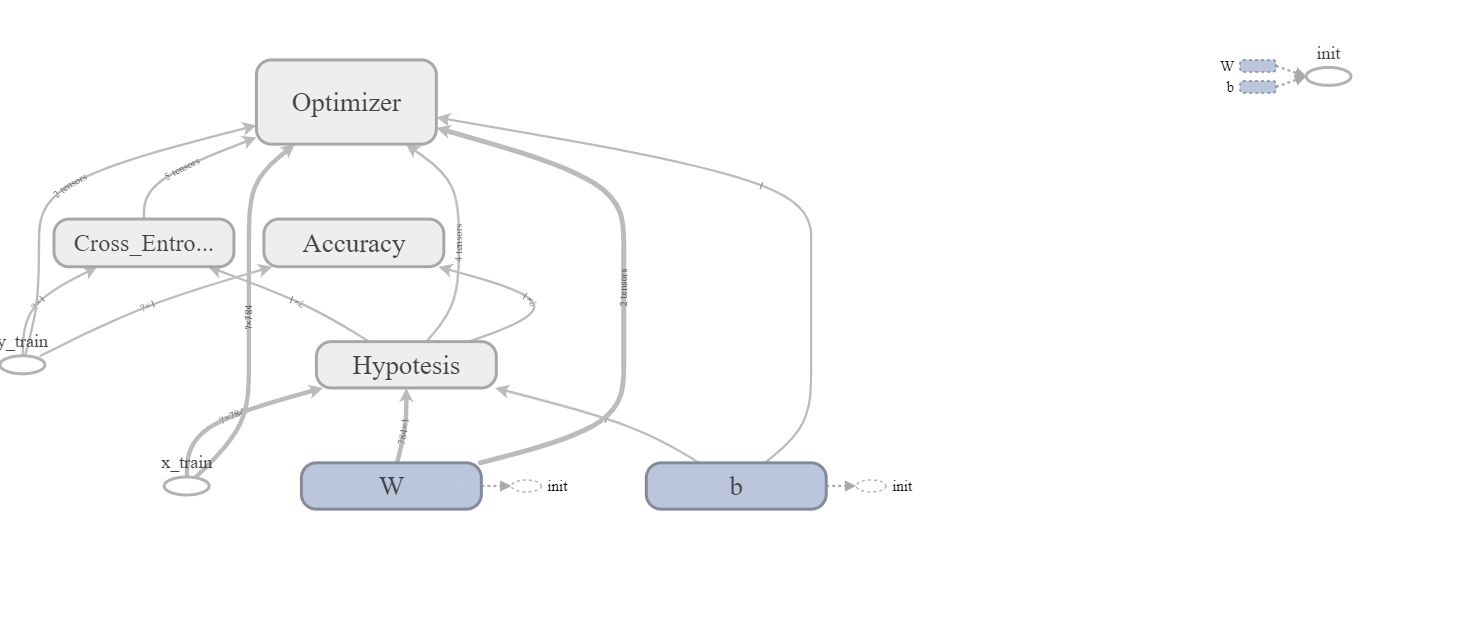 init
W
b
Optimizer
2 tensors
5 tensors
Cross_Entro...
Accuracy
4 tensors
2 tensors
?×1
?×1
?×1
?×1
?×784
y_train
Hypotesis
?×784
784×1
x_train
W
init
b
init